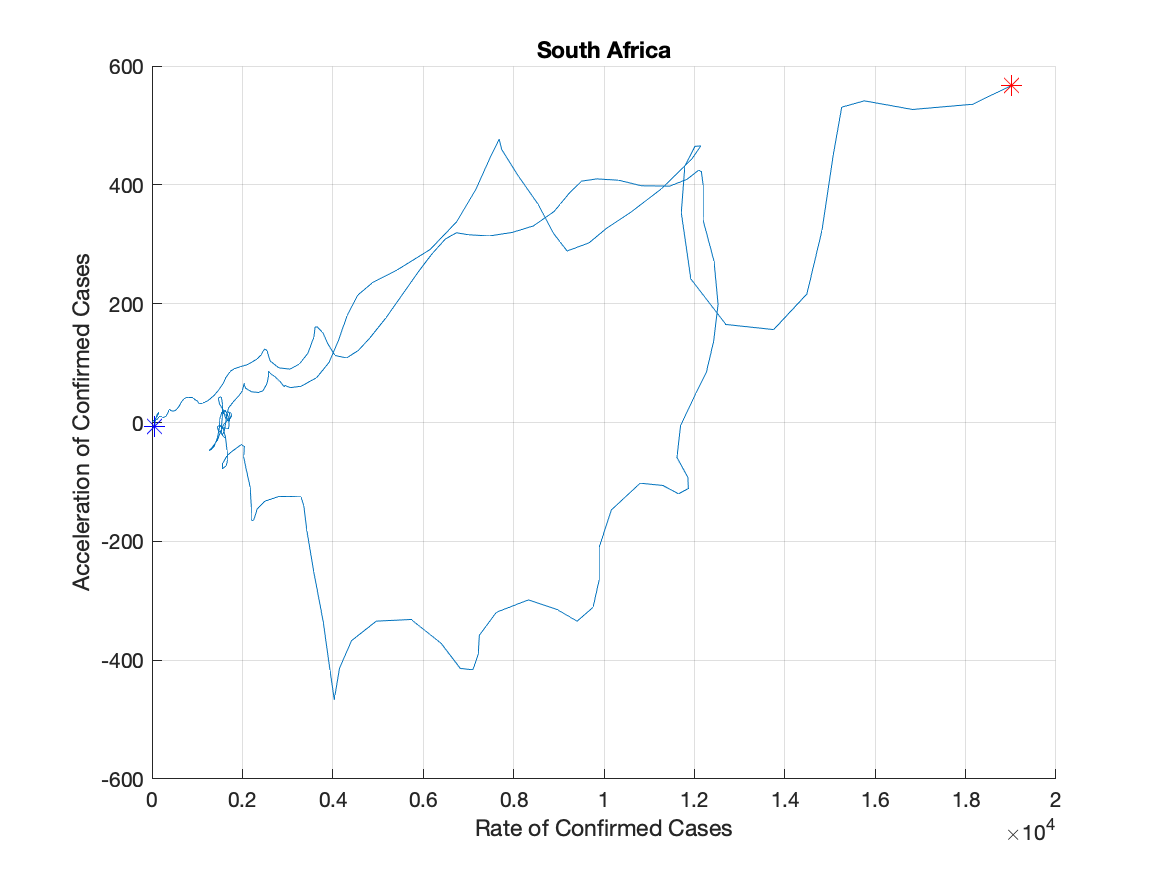 South Africa
600
400
200
0
-200
-400
-600
Acceleration of Confirmed Cases
0 0.2 0.4 0.6 0.8 1 1.2 1.4 1.6 1.8 2
Rate of Confirmed Cases
×10⁴